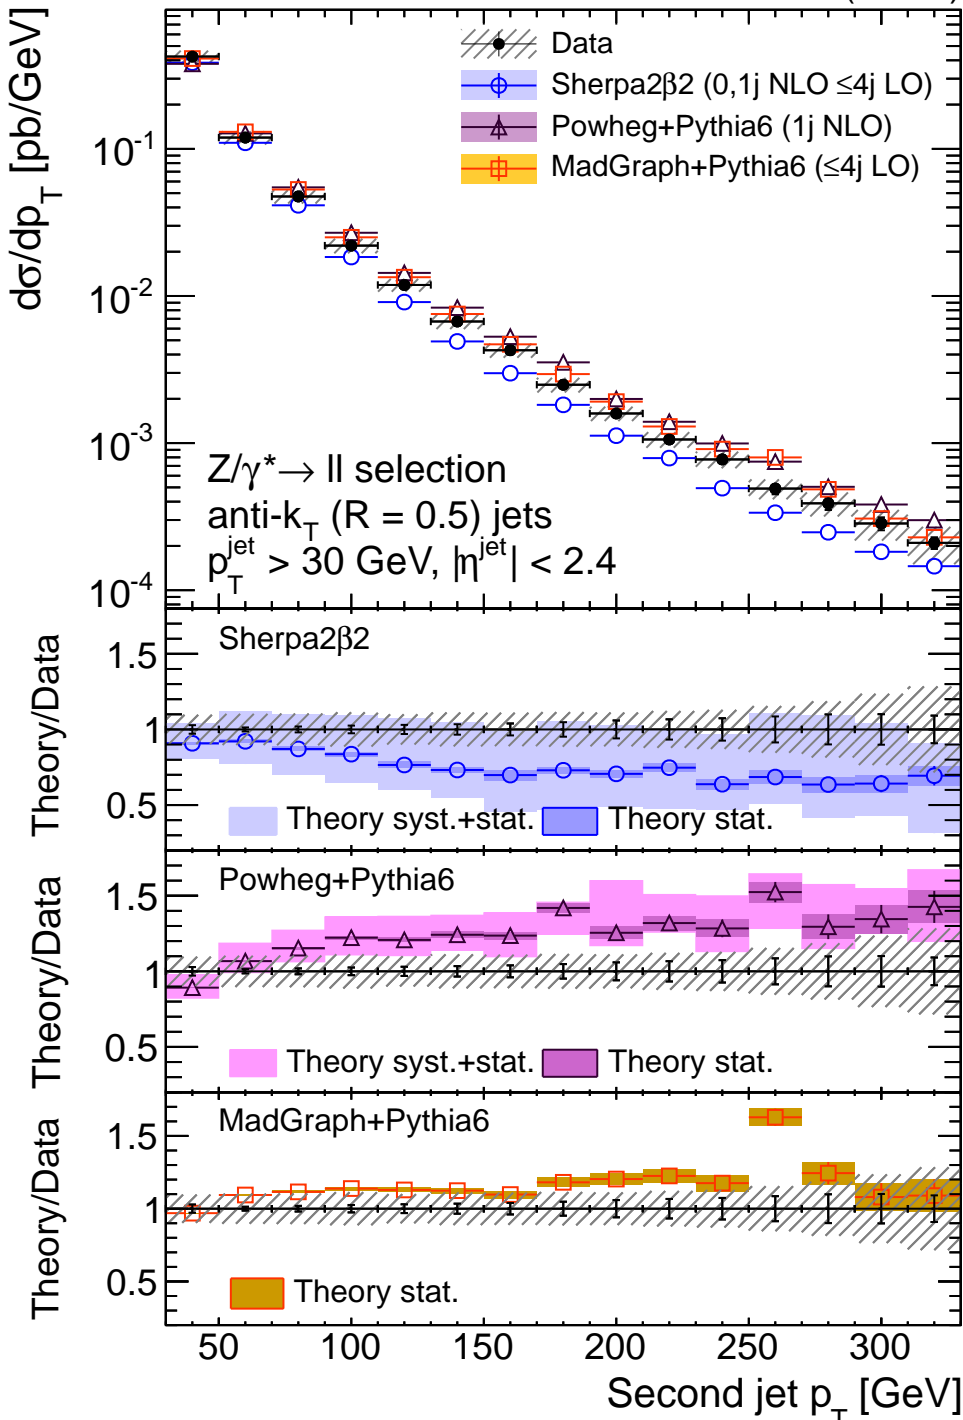 dσ/dp_T [pb/GeV]
10^-1
10^-2
10^-3
10^-4
Data
Sherpa2β2 (0,1j NLO ≤4j LO)
Powheg+Pythia6 (1j NLO)
MadGraph+Pythia6 (≤4j LO)
Z/γ*→ ll selection
anti-k_T (R = 0.5) jets
p_T^jet > 30 GeV, |η^jet| < 2.4
Theory/Data
1.5
1
0.5
Sherpa2β2
Theory syst.+stat. Theory stat.
Theory/Data
1.5
1
0.5
Powheg+Pythia6
Theory syst.+stat. Theory stat.
Theory/Data
1.5
1
0.5
MadGraph+Pythia6
Theory stat.
50 100 150 200 250 300
Second jet p_T [GeV]